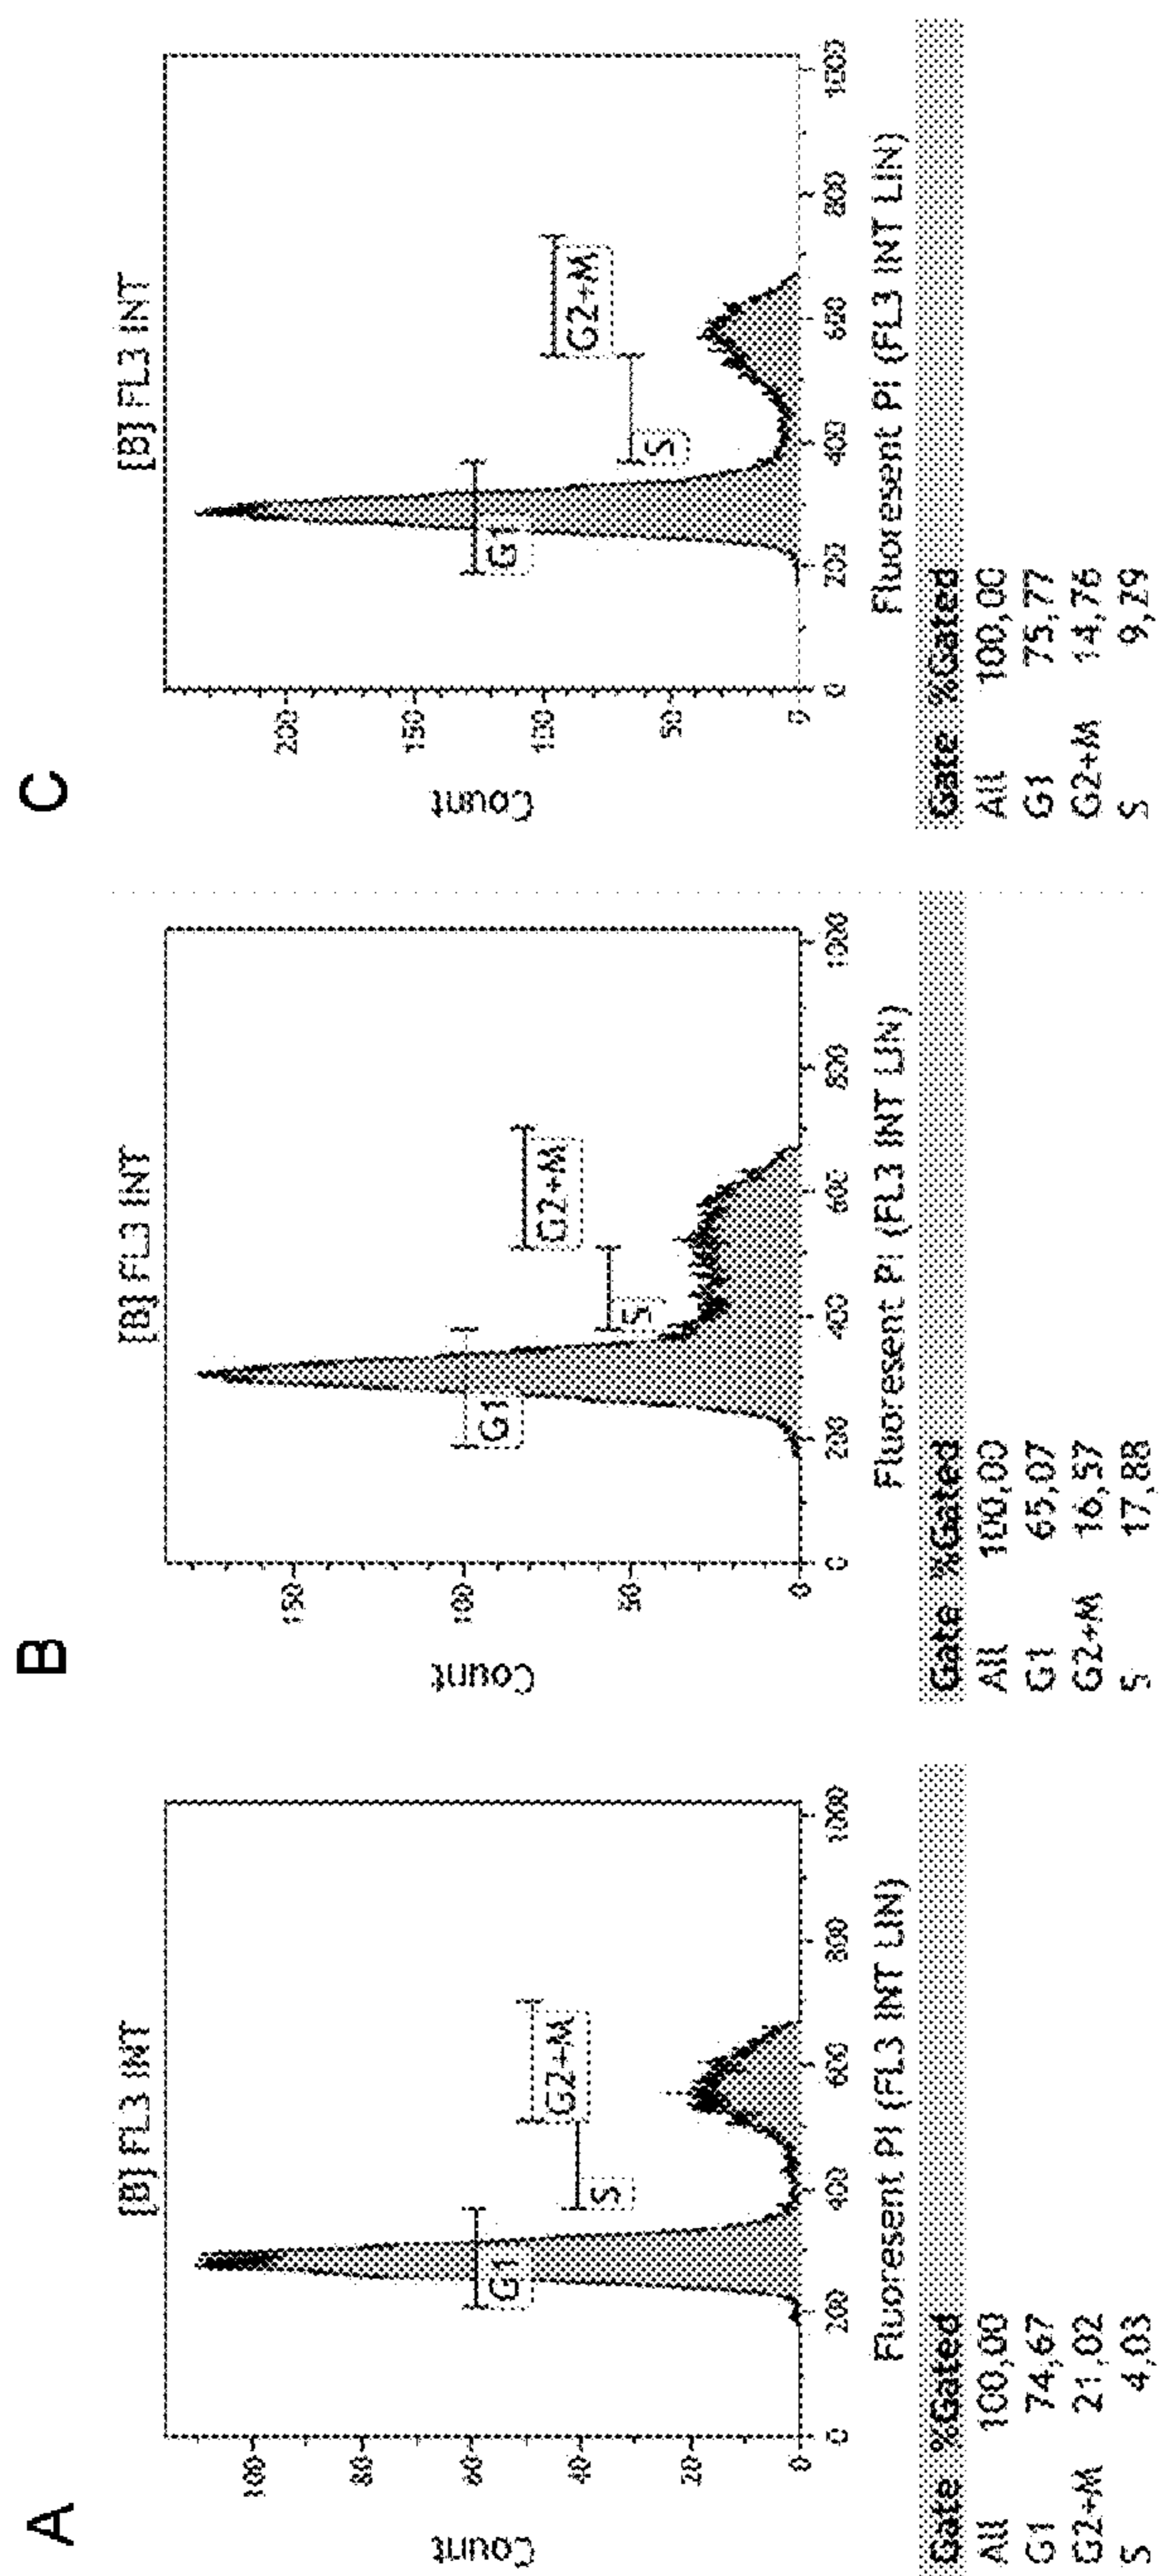 A
[B] FL3 INT
Count
100
80
60
40
20
0
G1
S
G2+M
0 200 400 600 800 1000
Fluoresent PI (FL3 INT LIN)
Gate %Gated
All 100,00
G1 74,67
G2+M 21,02
S 4,03
B
[B] FL3 INT
Count
150
100
50
0
G1
S
G2+M
0 200 400 600 800 1000
Fluoresent PI (FL3 INT LIN)
Gate %Gated
All 100,00
G1 65,07
G2+M 16,57
S 17,88
C
[B] FL3 INT
Count
200
150
100
50
0
G1
S
G2+M
0 200 400 600 800 1000
Fluoresent PI (FL3 INT LIN)
Gate %Gated
All 100,00
G1 75,77
G2+M 14,76
S 9,29